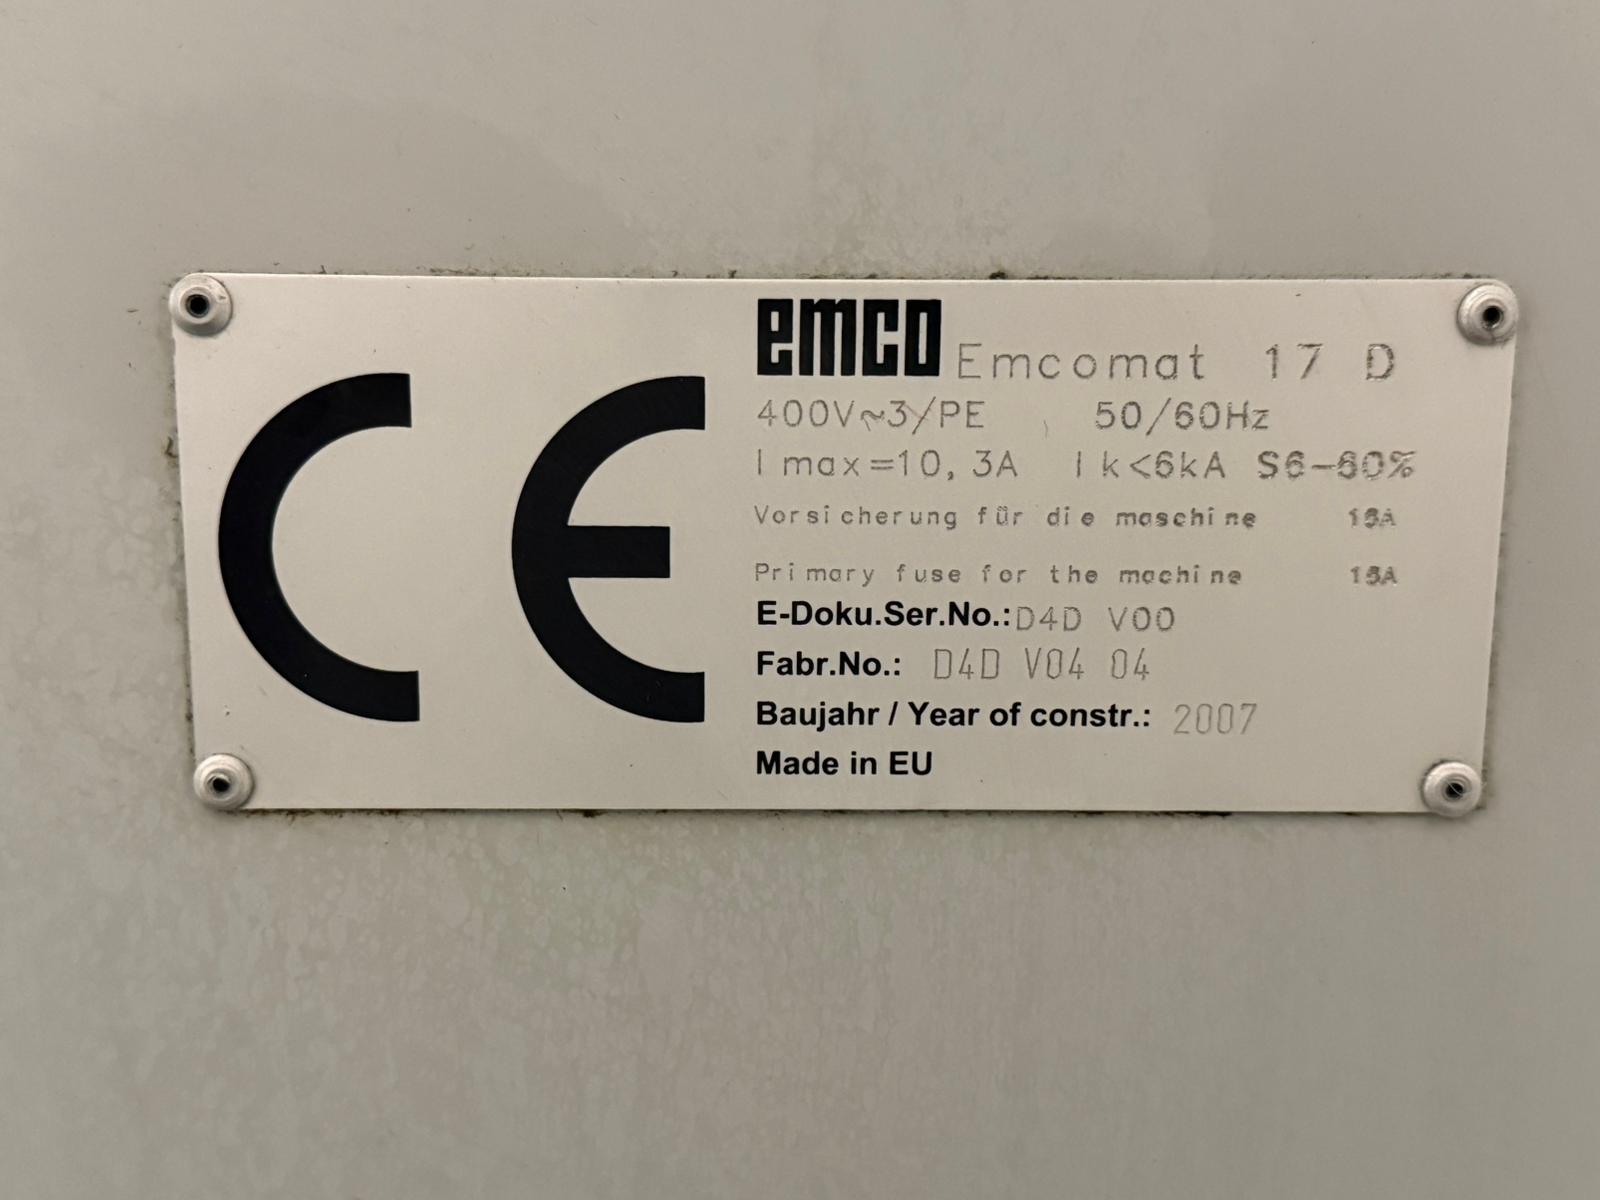 CE
emco Emcomat 17 D
400V~3/PE 50/60Hz
I max=10,3A I k<6kA S6-60%
Vorsicherung für die maschine 16A
Primary fuse for the machine 16A
E-Doku.Ser.No.: D4D V00
Fabr.No.: D4D V04 04
Baujahr / Year of constr.: 2007
Made in EU